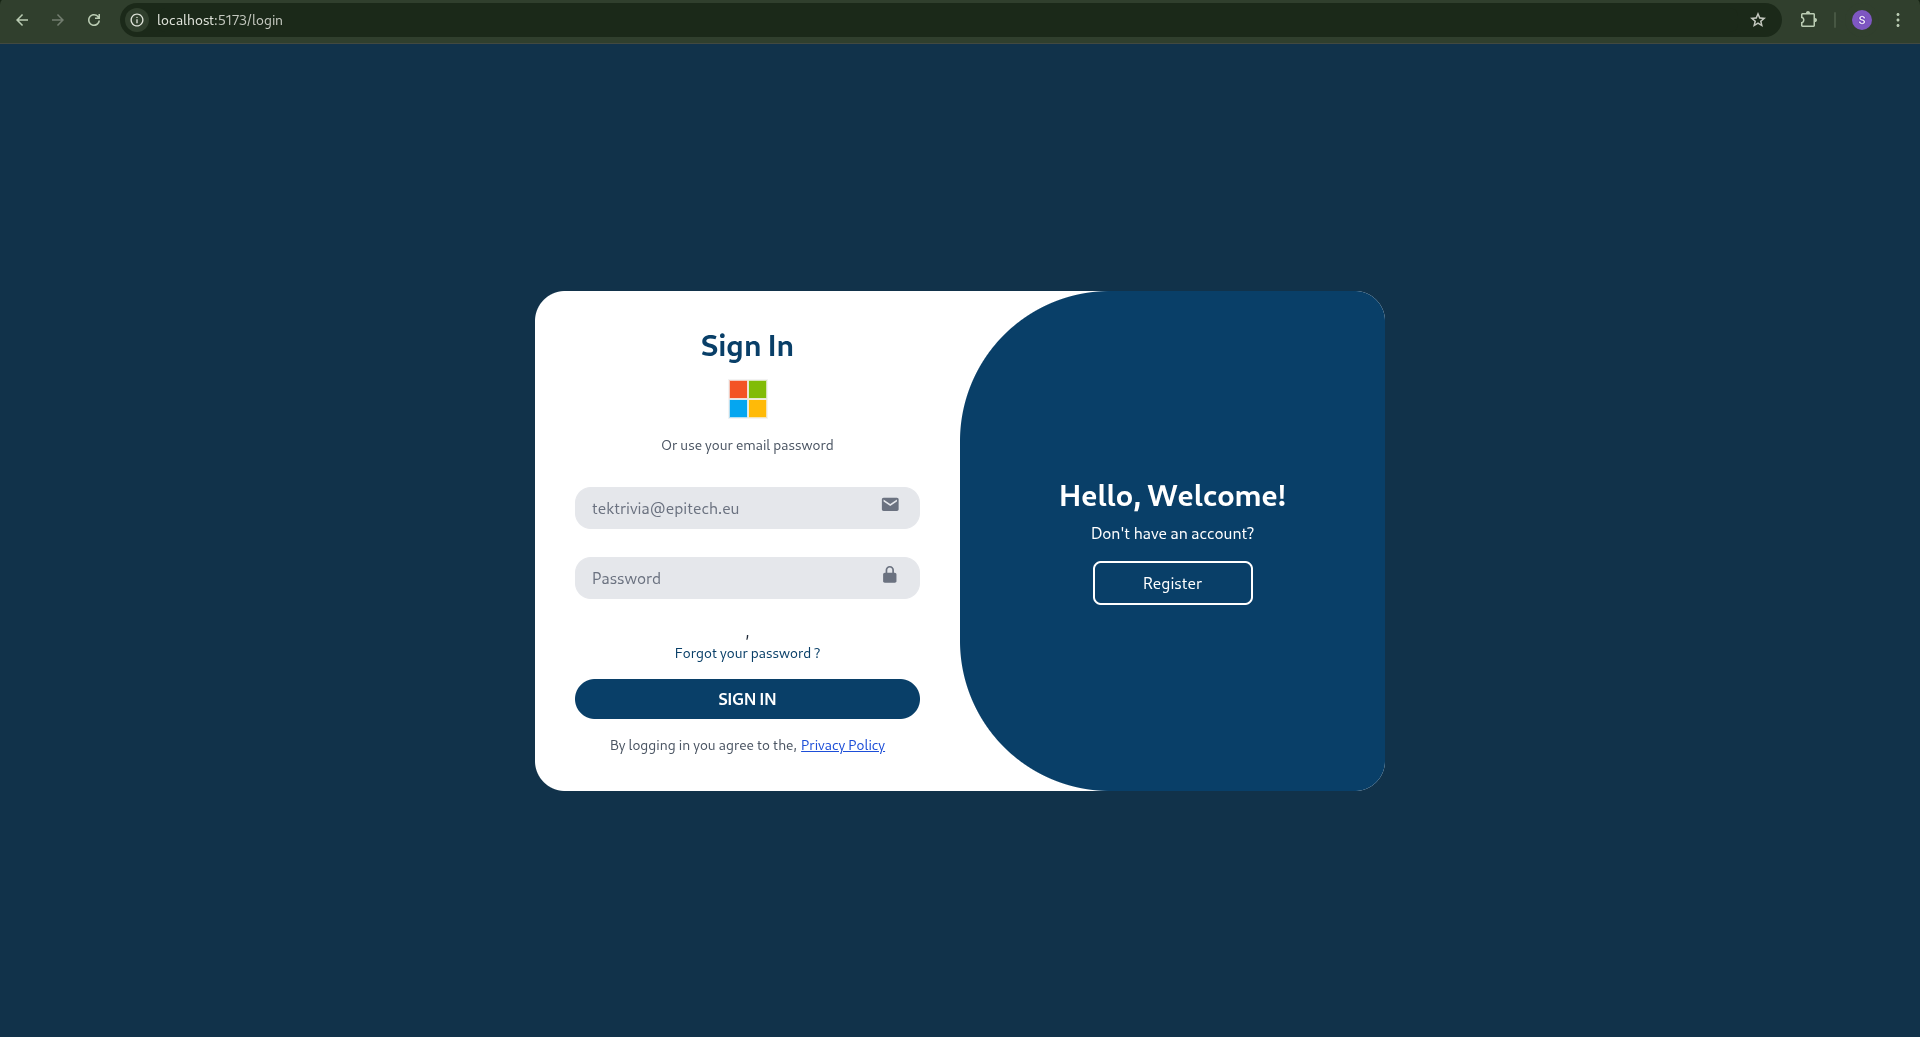 localhost:5173/login
S
Sign In
Or use your email password
tektrivia@epitech.eu
Password
,
Forgot your password ?
SIGN IN
By logging in you agree to the, Privacy Policy
Hello, Welcome!
Don't have an account?
Register